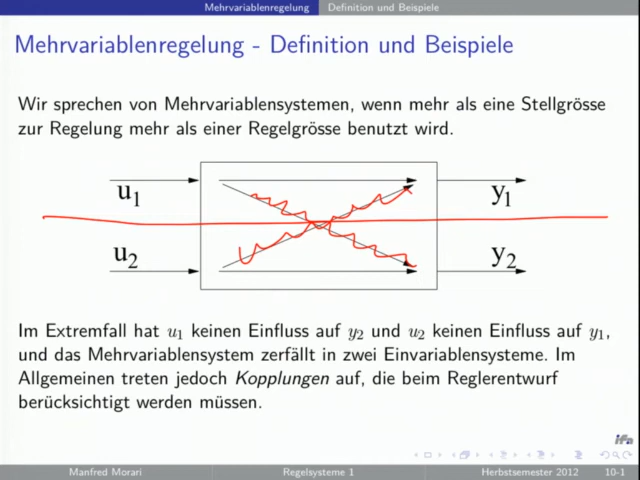 Mehrvariablenregelung Definition und Beispiele
Mehrvariablenregelung - Definition und Beispiele
Wir sprechen von Mehrvariablensystemen, wenn mehr als eine Stellgrösse
zur Regelung mehr als einer Regelgrösse benutzt wird.
u1 y1
u2 y2
Im Extremfall hat u1 keinen Einfluss auf y2 und u2 keinen Einfluss auf y1,
und das Mehrvariablensystem zerfällt in zwei Einvariablensysteme. Im
Allgemeinen treten jedoch Kopplungen auf, die beim Reglerentwurf
berücksichtigt werden müssen.
ifa
Manfred Morari Regelsysteme 1 Herbstsemester 2012 10-1